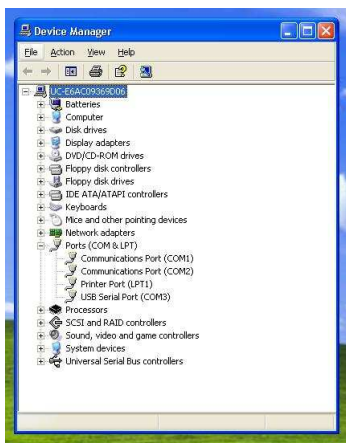 Device Manager
File Action View Help
UC-E6AC09369D06
Batteries
Computer
Disk drives
Display adapters
DVD/CD-ROM drives
Floppy disk controllers
Floppy disk drives
IDE ATA/ATAPI controllers
Keyboards
Mice and other pointing devices
Network adapters
Ports (COM & LPT)
Communications Port (COM1)
Communications Port (COM2)
Printer Port (LPT1)
USB Serial Port (COM3)
Processors
SCSI and RAID controllers
Sound, video and game controllers
System devices
Universal Serial Bus controllers